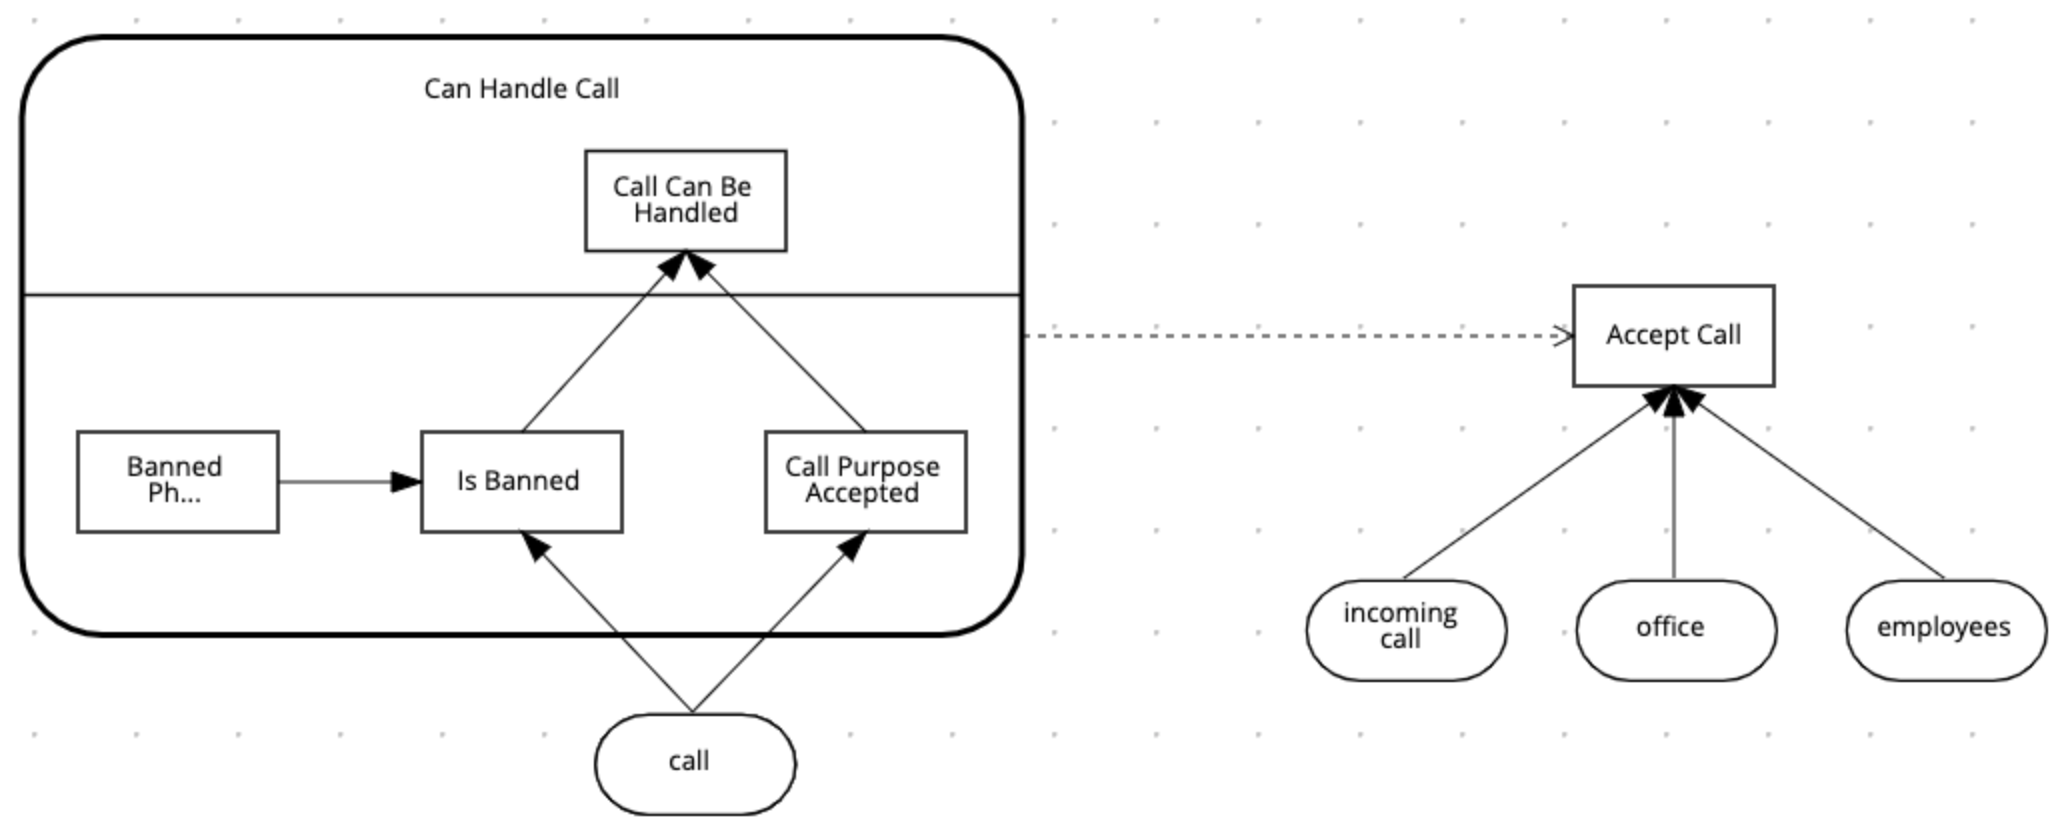 Can Handle Call
Call Can Be
Handled
Accept Call
Banned
Ph...
Is Banned
Call Purpose
Accepted
incoming
call
office
employees
call